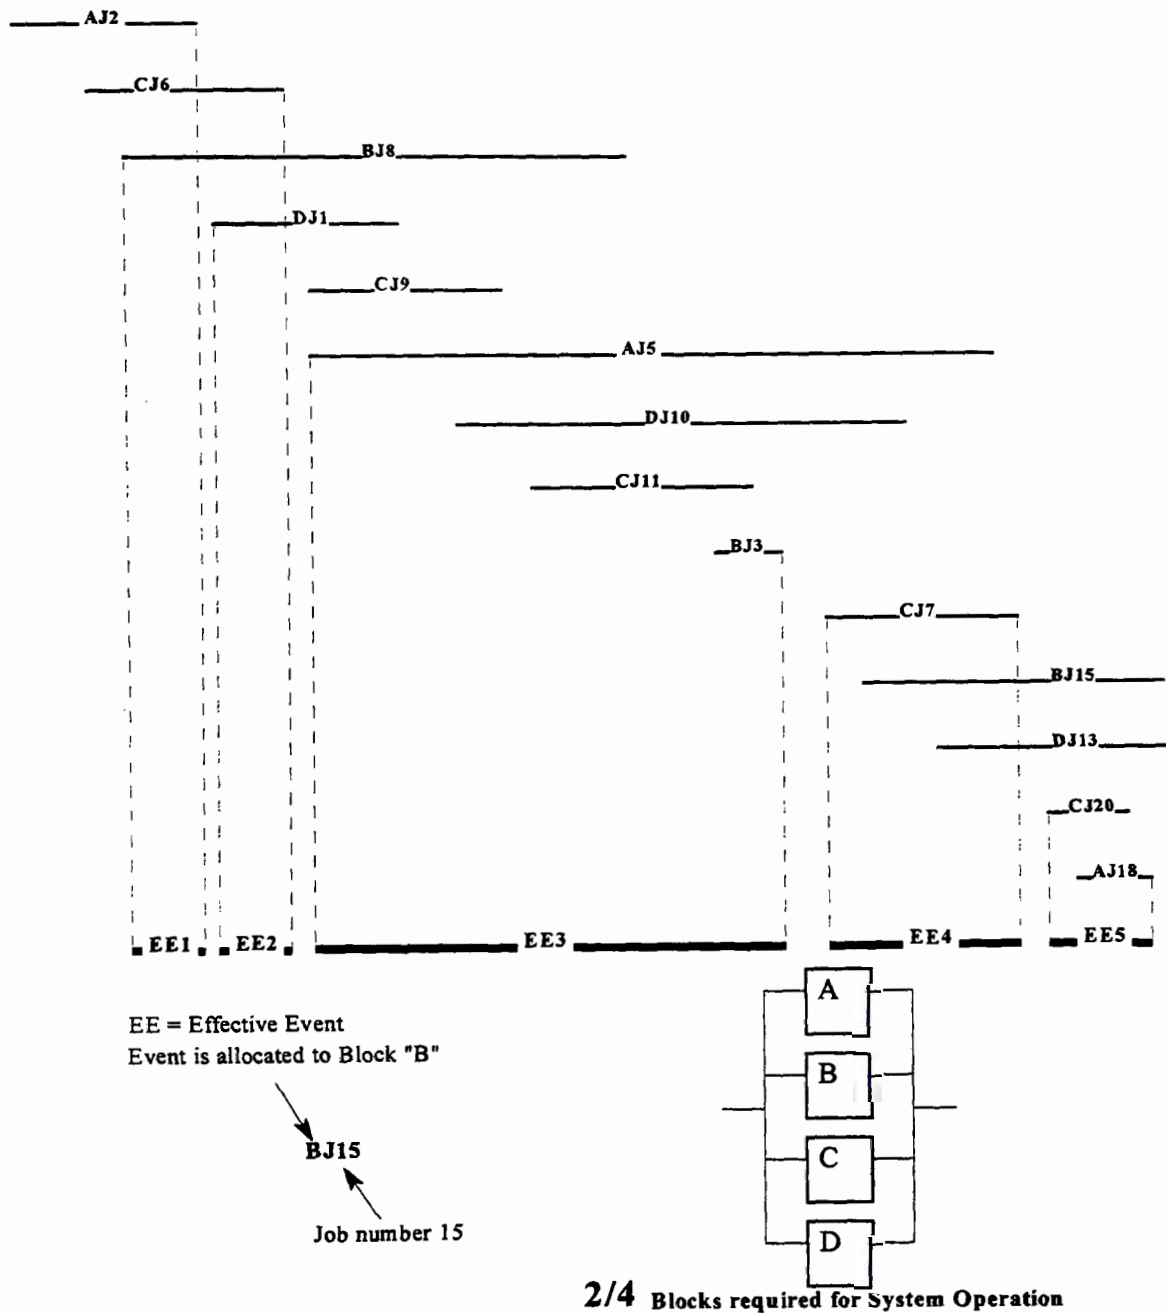 AJ2
CJ6
BJ8
DJ1
CJ9
AJ5
DJ10
CJ11
BJ3
CJ7
BJ15
DJ13
CJ20
AJ18
EE1 EE2 EE3 EE4 EE5
EE = Effective Event
Event is allocated to Block "B"
BJ15
Job number 15
A
B
C
D
2/4 Blocks required for System Operation